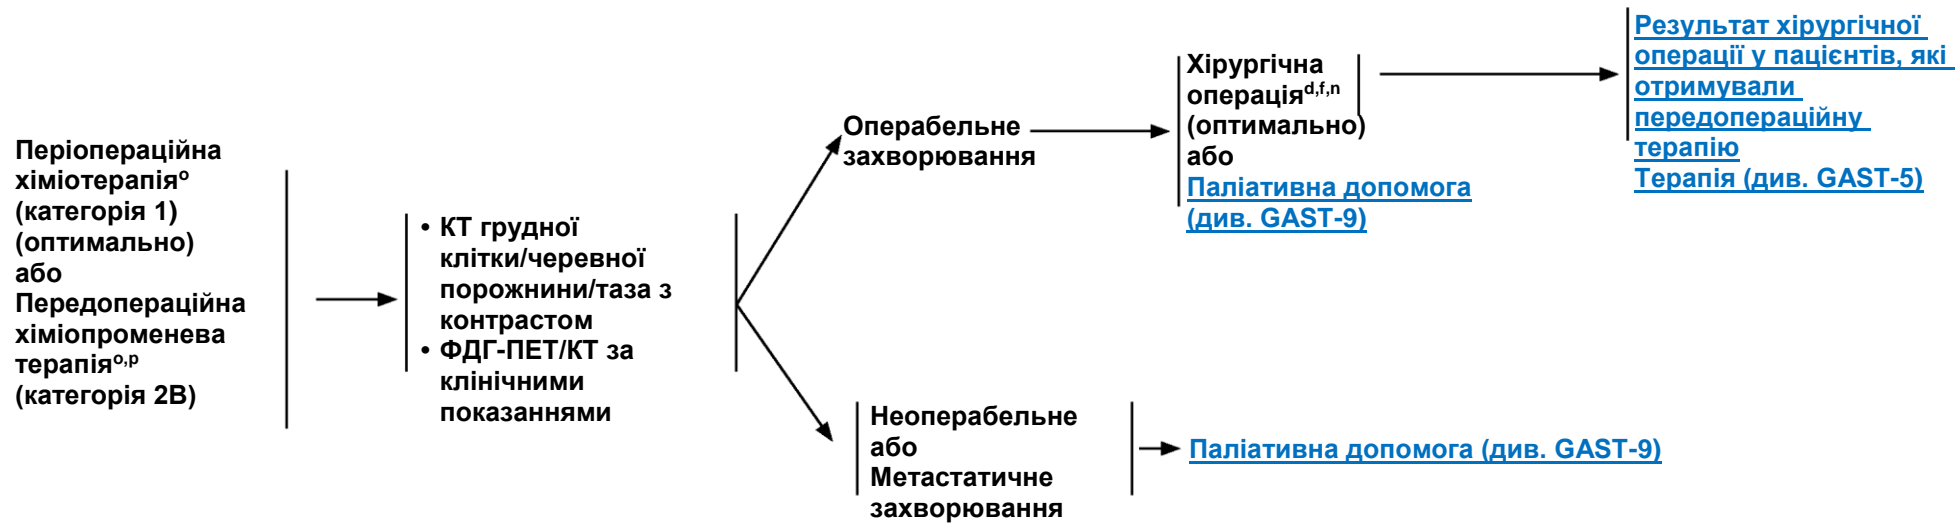 Періопераційна
хіміотерапіяᵒ
(категорія 1)
(оптимально)
або
Передопераційна
хіміопроменева
терапіяᵒ,ᵖ
(категорія 2B)
• КТ грудної
клітки/черевної
порожнини/таза з
контрастом
• ФДГ-ПЕТ/КТ за
клінічними
показаннями
Операбельне
захворювання
Хірургічна
операціяᵈ,ᶠ,ⁿ
(оптимально)
або
Паліативна допомога
(див. GAST-9)
Результат хірургічної
операції у пацієнтів, які
отримували
передопераційну
терапію
Терапія (див. GAST-5)
Неоперабельне
або
Метастатичне
захворювання
Паліативна допомога (див. GAST-9)